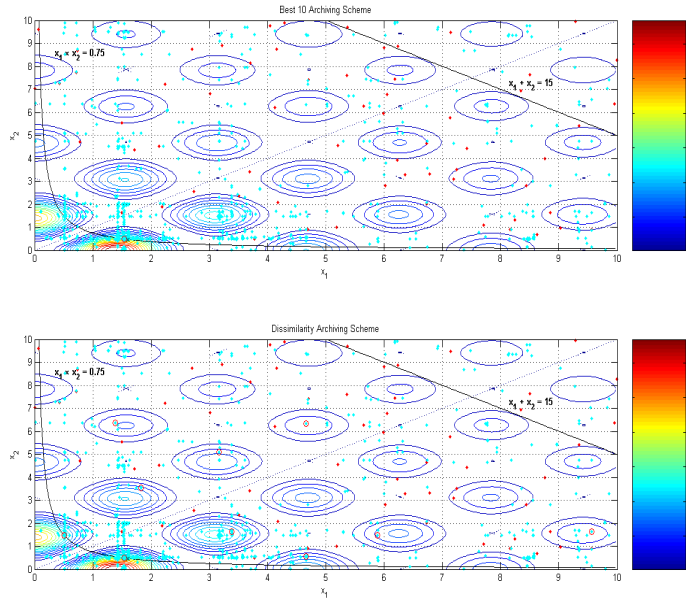 Best 10 Archiving Scheme
10
9
8
7
6
5
4
3
2
1
0
x₂
x₁ × x₂ = 0.75
x₁ + x₂ = 15
0 1 2 3 4 5 6 7 8 9 10
x₁
Dissimilarity Archiving Scheme
10
9
8
7
6
5
4
3
2
1
0
x₂
x₁ × x₂ = 0.75
x₁ + x₂ = 15
0 1 2 3 4 5 6 7 8 9 10
x₁